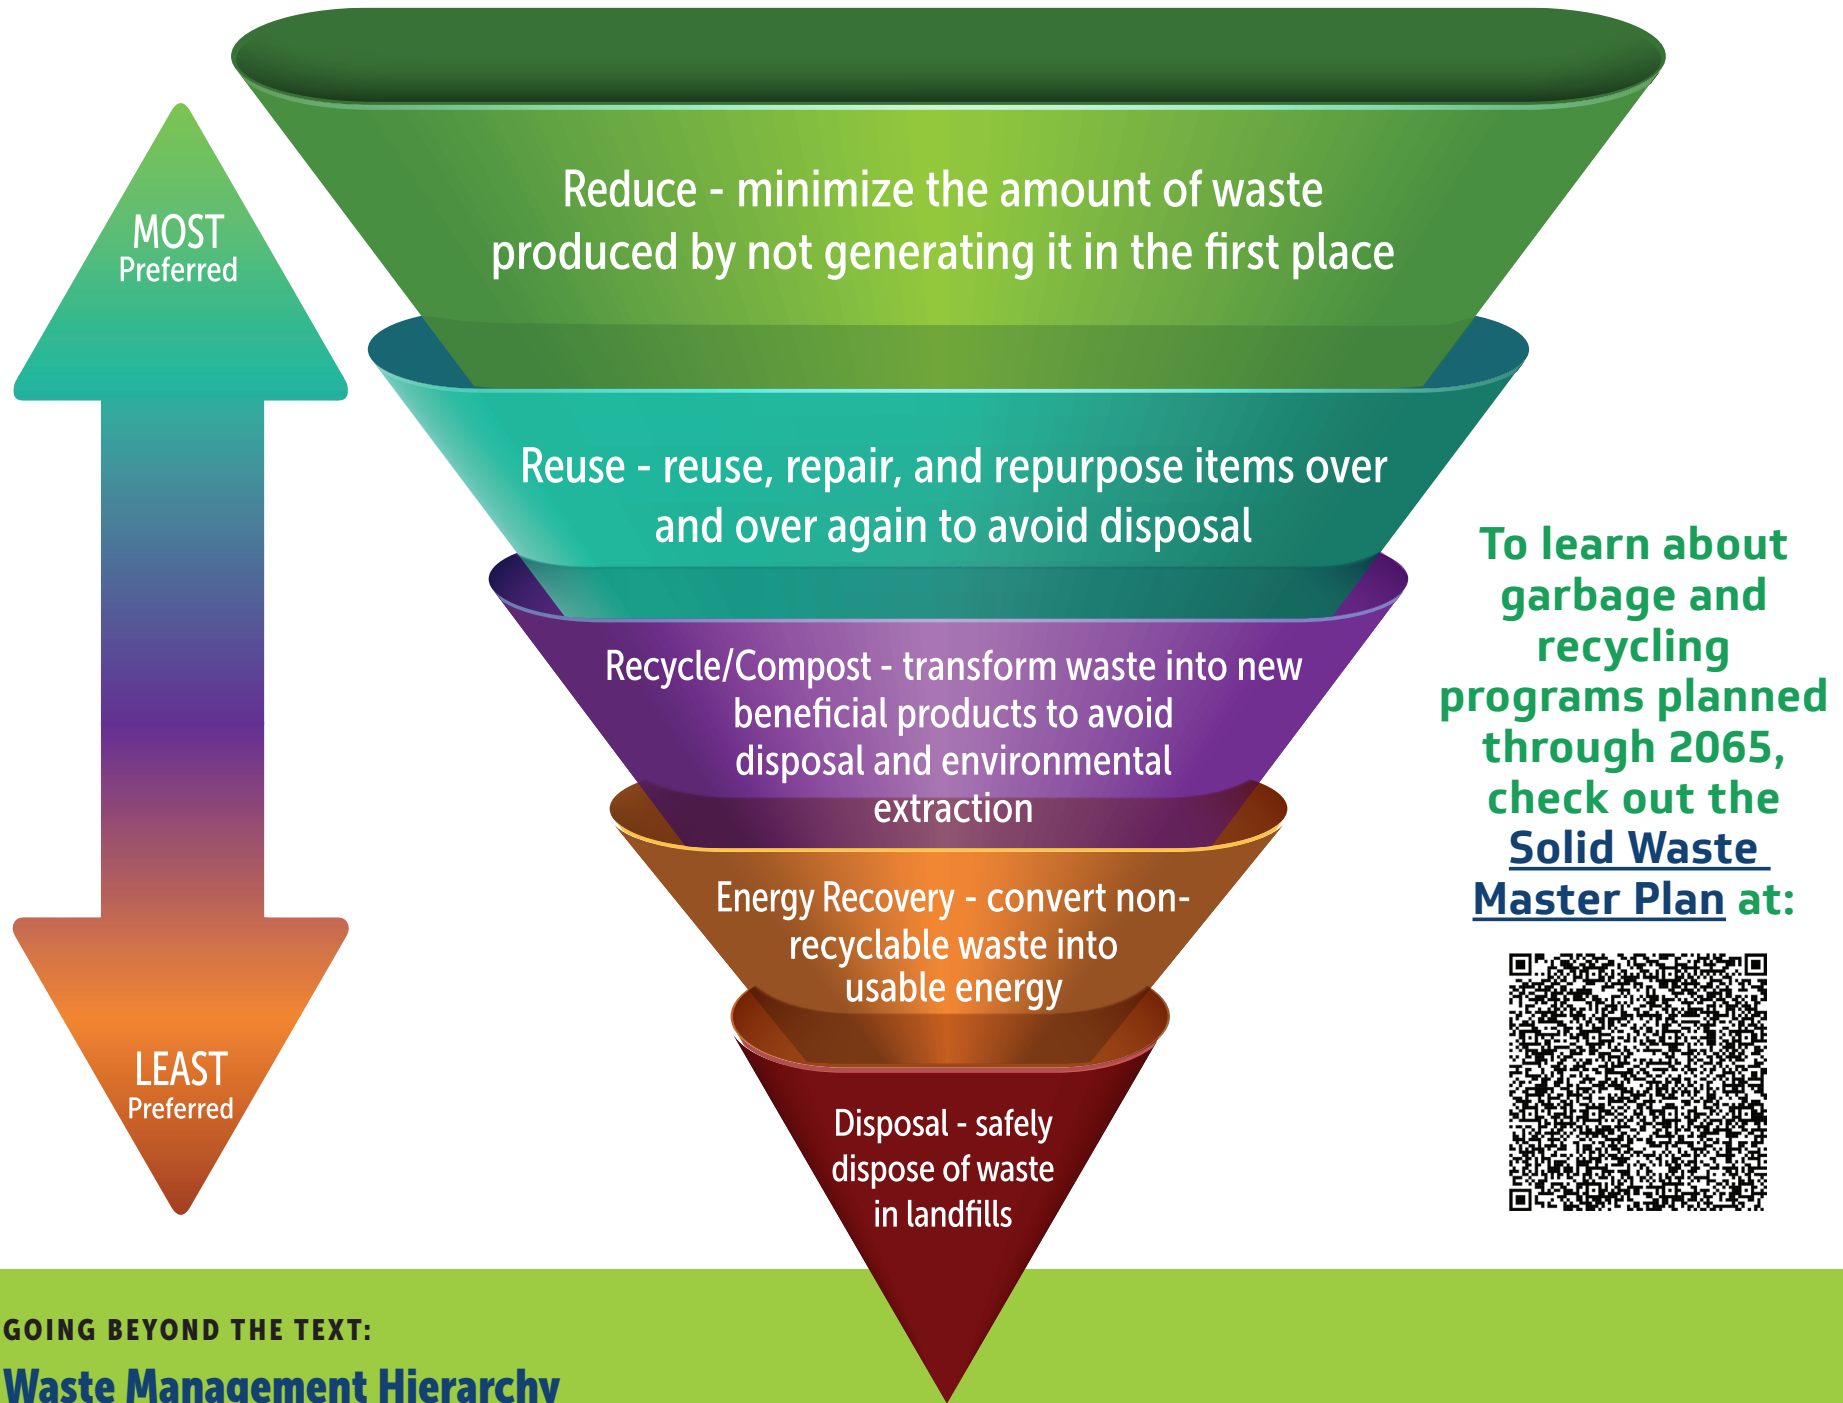 MOST
Preferred
Reduce - minimize the amount of waste
produced by not generating it in the first place
Reuse - reuse, repair, and repurpose items over
and over again to avoid disposal
Recycle/Compost - transform waste into new
beneficial products to avoid
disposal and environmental
extraction
Energy Recovery - convert non-
recyclable waste into
usable energy
Disposal - safely
dispose of waste
in landfills
LEAST
Preferred
To learn about
garbage and
recycling
programs planned
through 2065,
check out the
Solid Waste
Master Plan at:
GOING BEYOND THE TEXT:
Waste Management Hierarchy